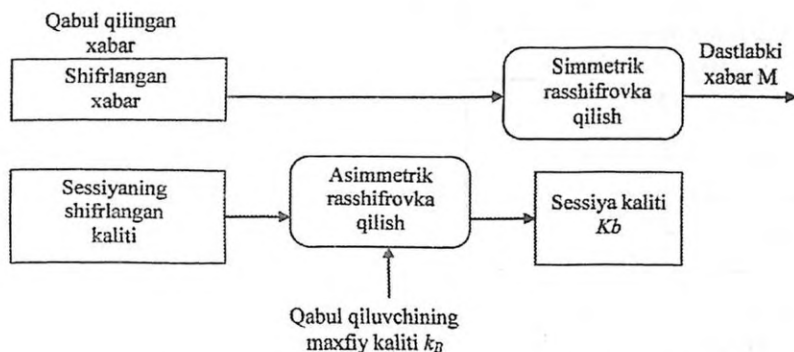 Qabul qilingan
xabar
Shifrlangan
xabar
Simmetrik
rasshifrovka
qilish
Dastlabki
xabar M
Sessiyaning
shifrlangan
kaliti
Asimmetrik
rasshifrovka
qilish
Sessiya kaliti
Kb
Qabul qiluvchining
maxfiy kaliti k_B